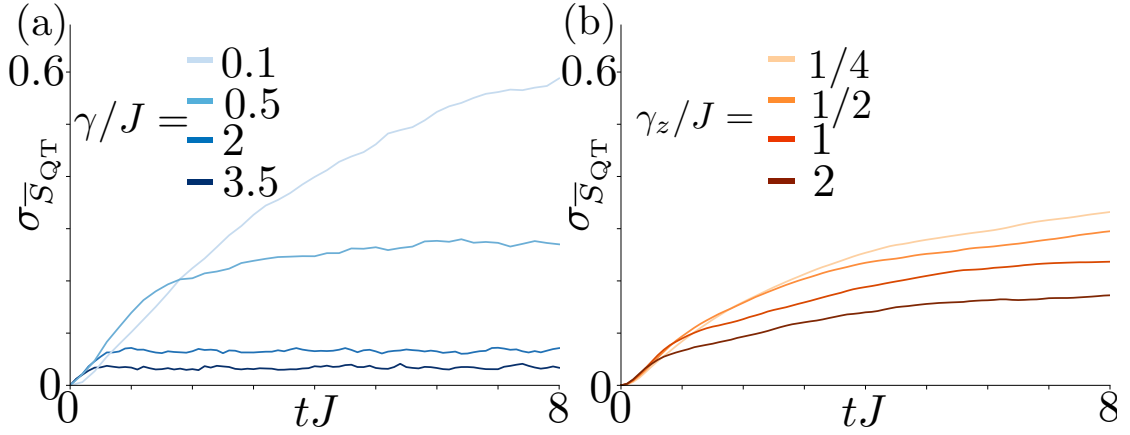 (a)
0.6
γ/J =
0.1
0.5
2
3.5
σ_{\overline{S}_{QT}}
0
0
tJ
8
(b)
0.6
γ_z/J =
1/4
1/2
1
2
σ_{\overline{S}_{QT}}
0
0
tJ
8